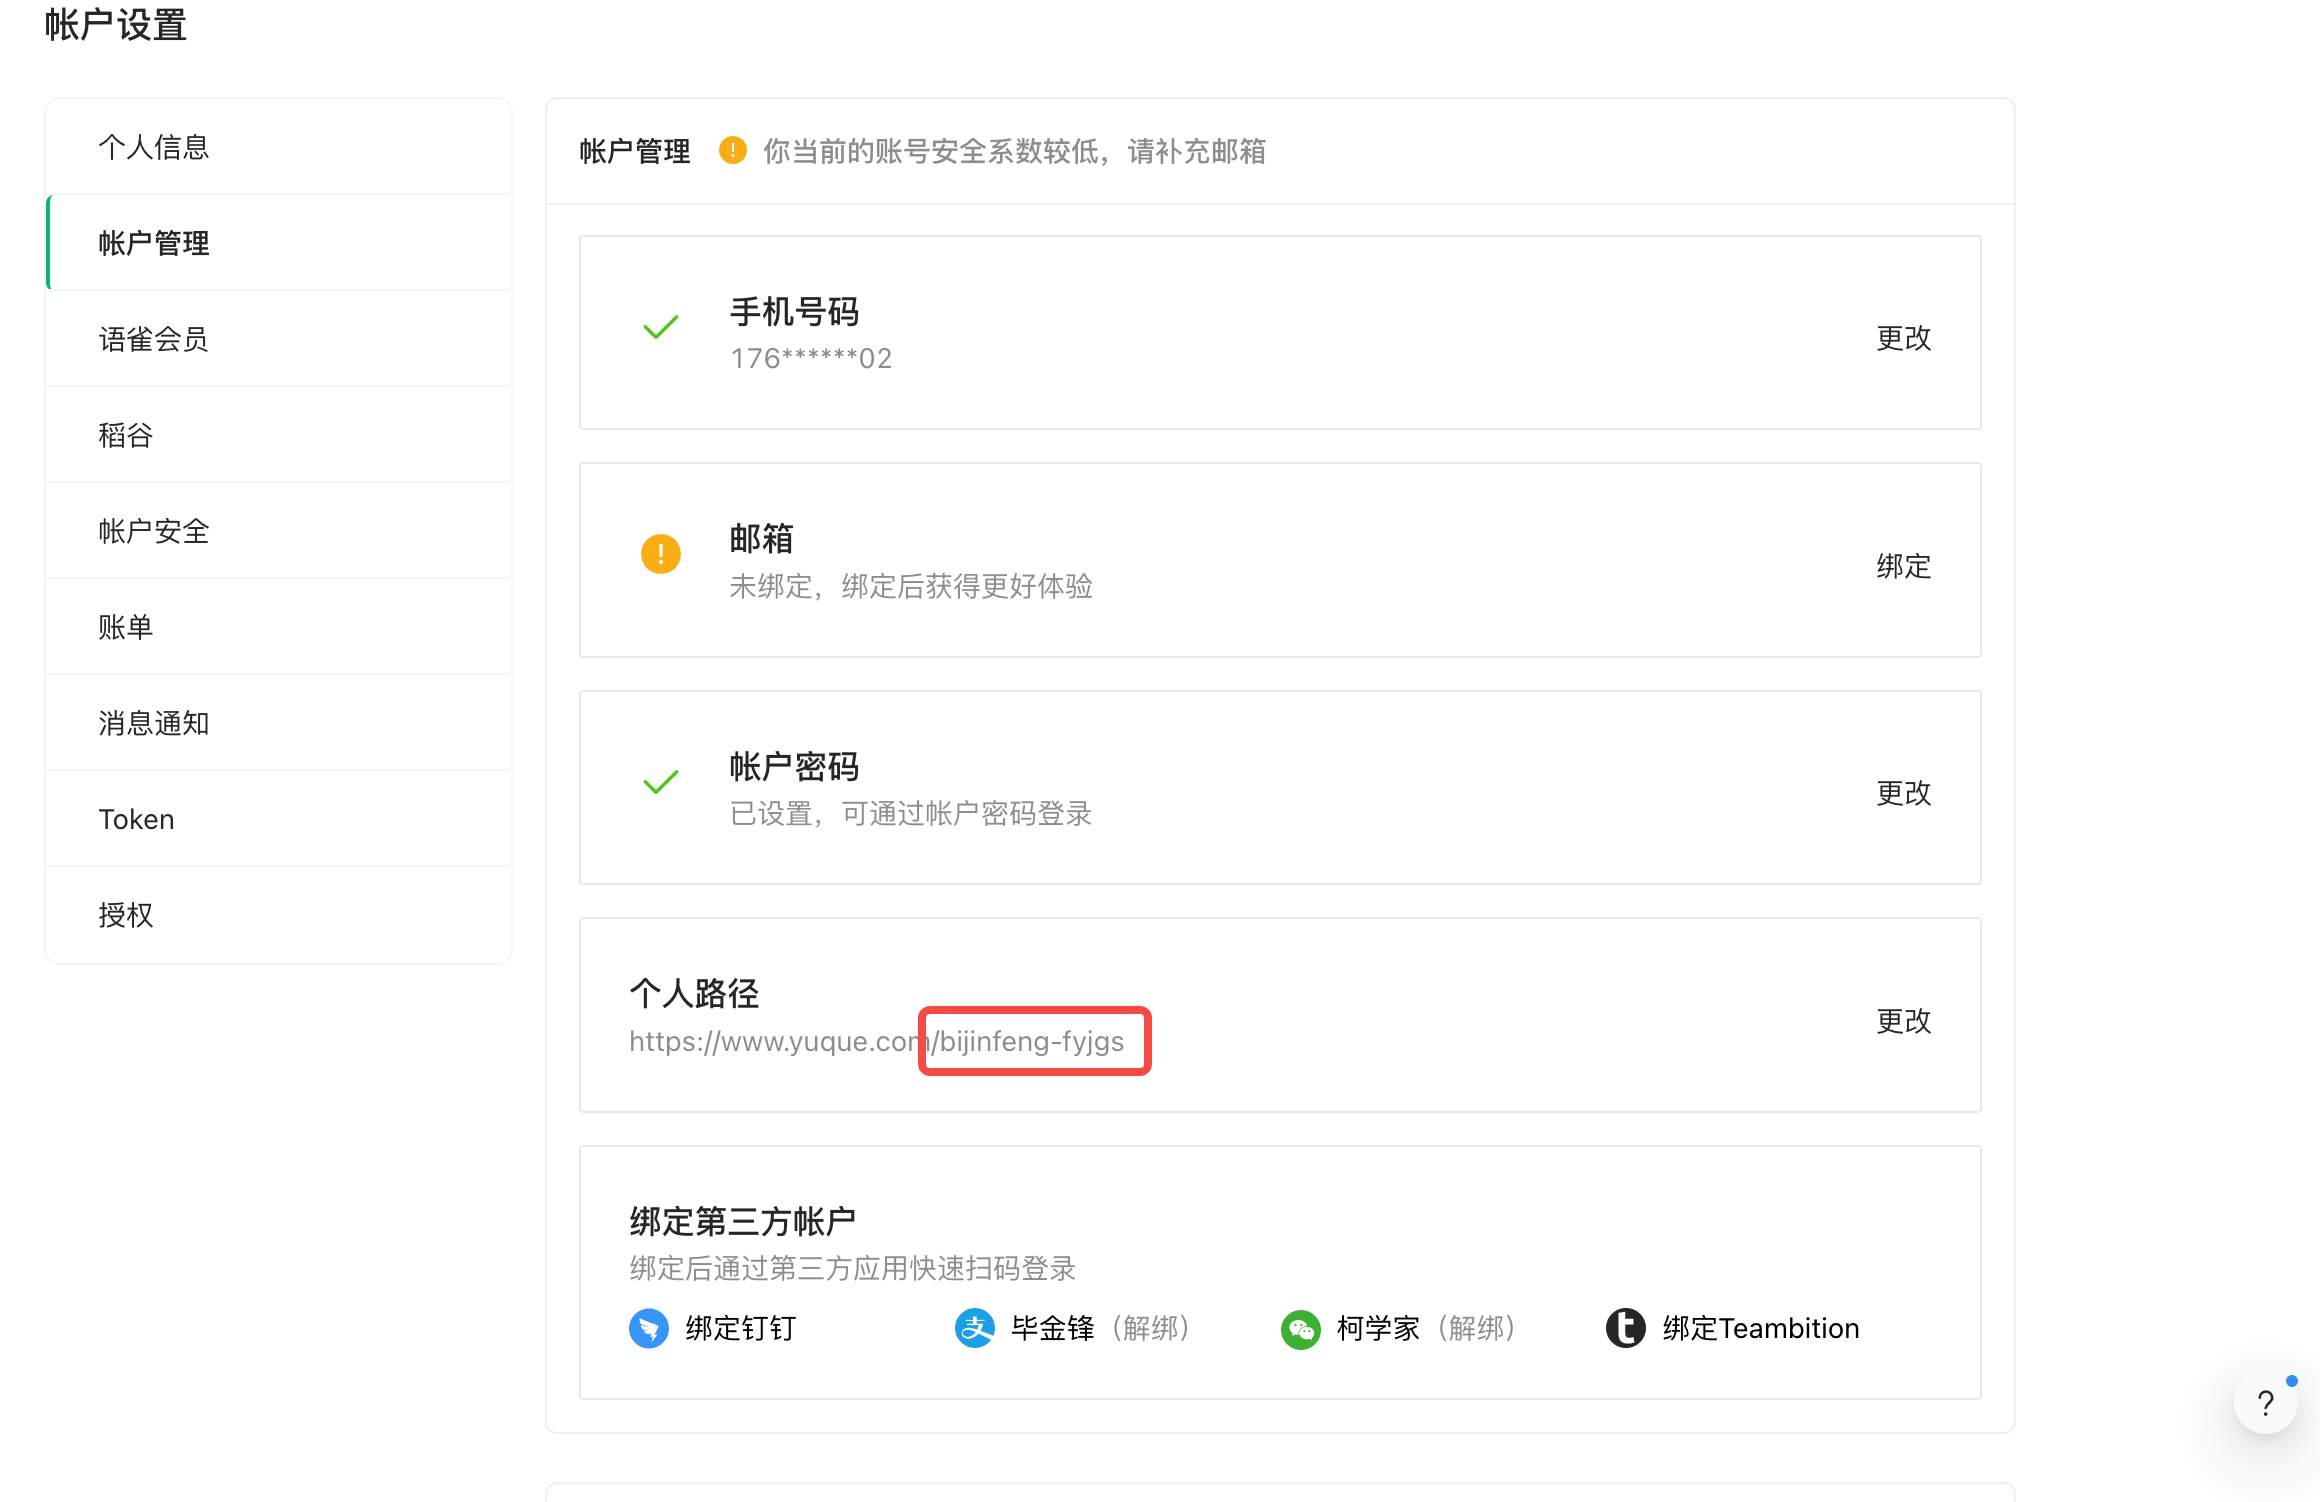 帐户设置
个人信息
帐户管理
语雀会员
稻谷
帐户安全
账单
消息通知
Token
授权
帐户管理 你当前的账号安全系数较低，请补充邮箱
手机号码
176******02
更改
邮箱
未绑定，绑定后获得更好体验
绑定
帐户密码
已设置，可通过帐户密码登录
更改
个人路径
https://www.yuque.com/bijinfeng-fyjgs
更改
绑定第三方帐户
绑定后通过第三方应用快速扫码登录
绑定钉钉 毕金锋（解绑） 柯学家（解绑） 绑定Teambition
?